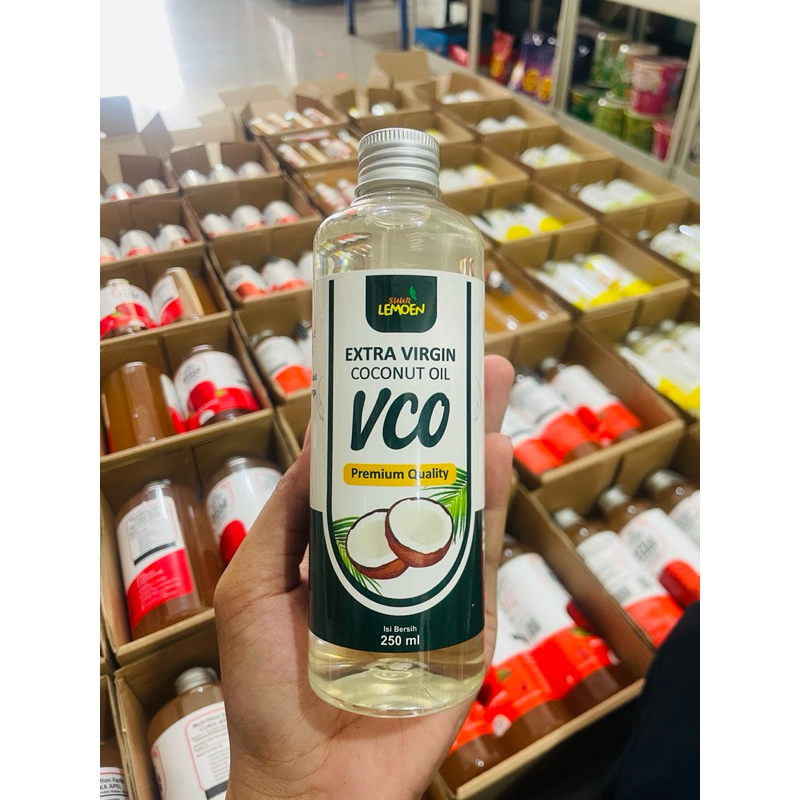 SUUR
LEMOEN
EXTRA VIRGIN
COCONUT OIL
VCO
Premium Quality
Isi Bersih
250 ml